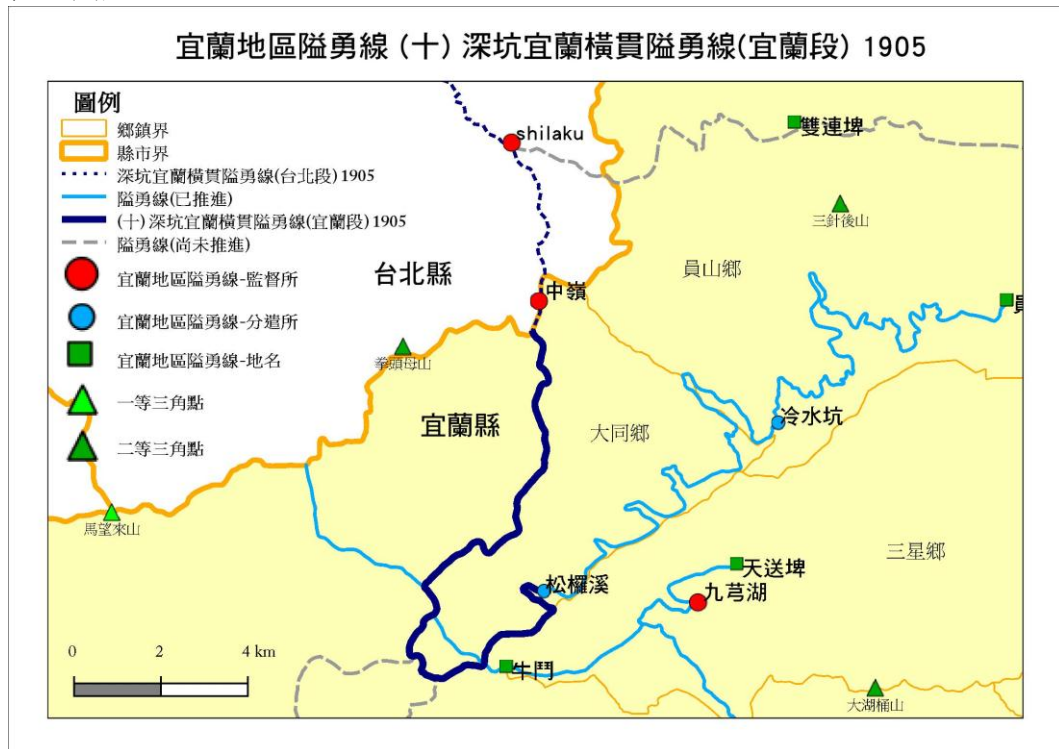 宜蘭地區隘勇線 (十) 深坑宜蘭橫貫隘勇線(宜蘭段) 1905
圖例
鄉鎮界
縣市界
深坑宜蘭橫貫隘勇線(台北段) 1905
隘勇線(已推進)
(十) 深坑宜蘭橫貫隘勇線(宜蘭段) 1905
隘勇線(尚未推進)
宜蘭地區隘勇線-監督所
宜蘭地區隘勇線-分遣所
宜蘭地區隘勇線-地名
一等三角點
二等三角點
shilaku
雙連埤
三針後山
員山鄉
台北縣
中嶺
員
拳頭母山
宜蘭縣
大同鄉
冷水坑
馬望來山
三星鄉
天送埤
松欏溪
九芎湖
牛鬥
大湖桶山
0 2 4 km